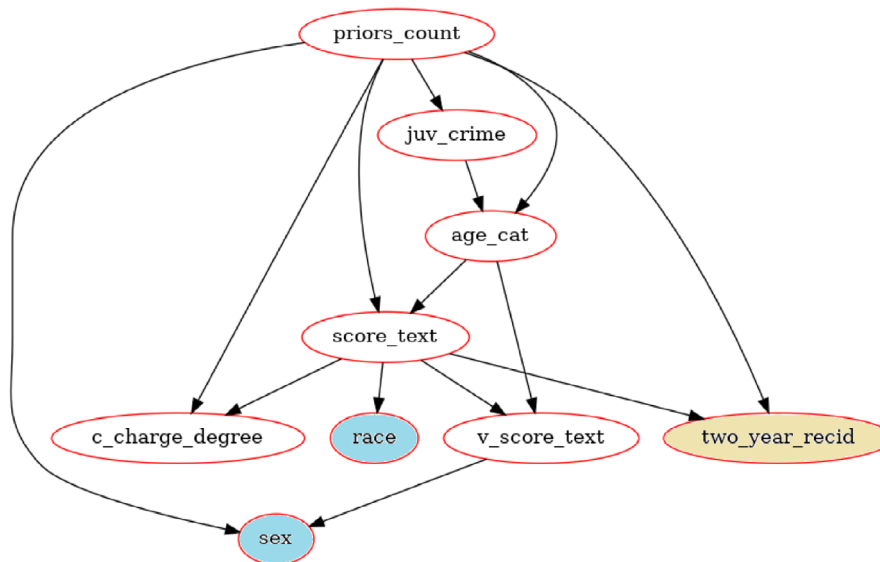 priors_count
juv_crime
age_cat
score_text
c_charge_degree
race
v_score_text
two_year_recid
sex